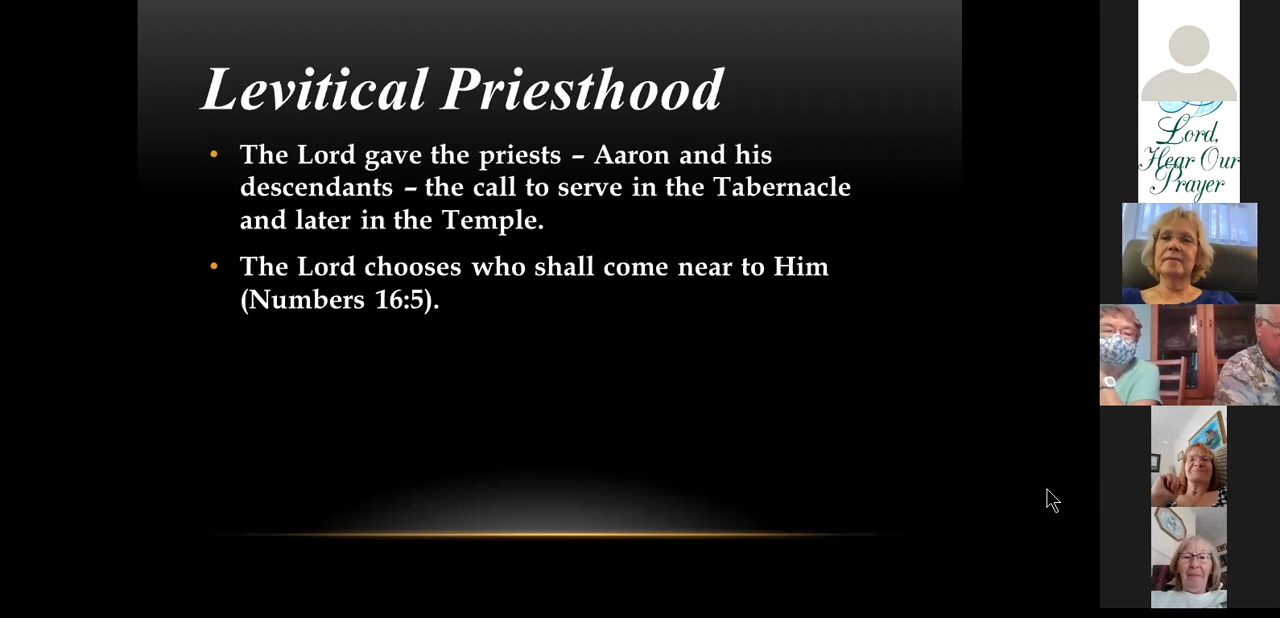 Levitical Priesthood
• The Lord gave the priests – Aaron and his
descendants – the call to serve in the Tabernacle
and later in the Temple.
• The Lord chooses who shall come near to Him
(Numbers 16:5).
Lord,
Hear Our
Prayer